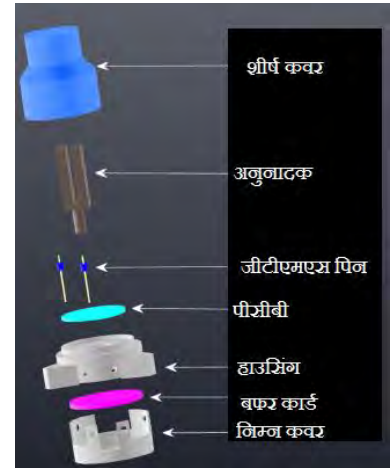 शीर्ष कवर
अनुनादक
जीटीएमएस पिन
पीसीबी
हाउसिंग
बफर कार्ड
निम्न कवर